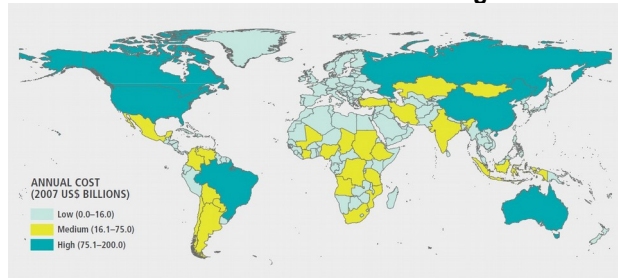 ANNUAL COST
(2007 US$ BILLIONS)
Low (0.0–16.0)
Medium (16.1–75.0)
High (75.1–200.0)